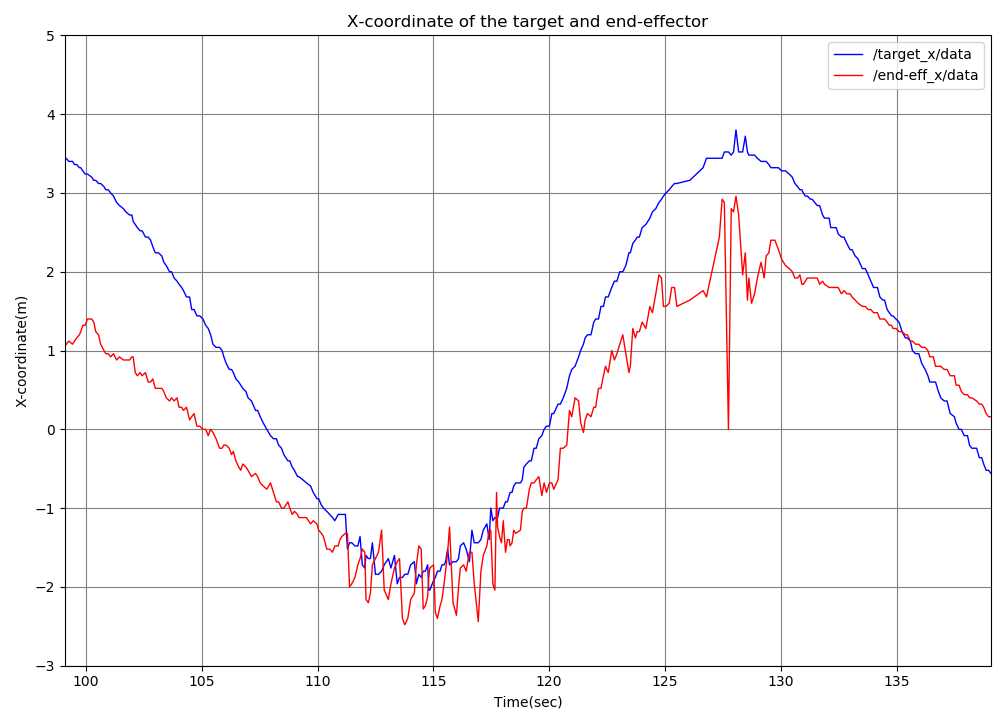 X-coordinate of the target and end-effector
/target_x/data
/end-eff_x/data
X-coordinate(m)
5
4
3
2
1
0
−1
−2
−3
100 105 110 115 120 125 130 135
Time(sec)